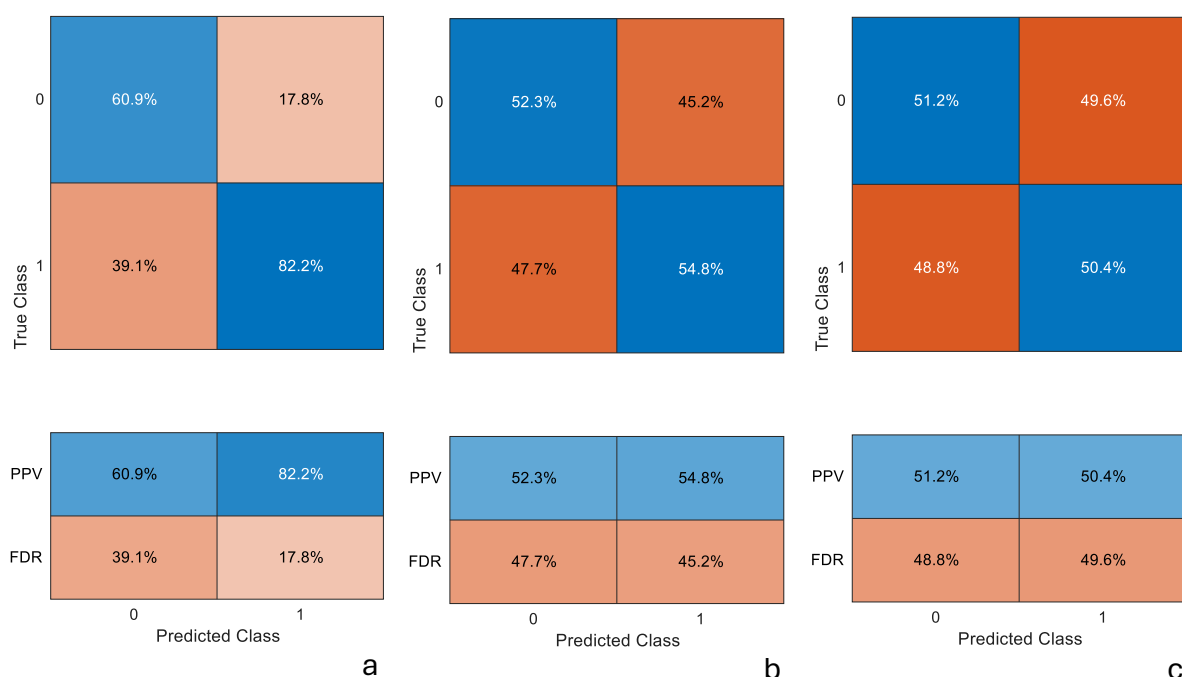 0 60.9% 17.8%
1 39.1% 82.2%
True Class
PPV 60.9% 82.2%
FDR 39.1% 17.8%
0 1
Predicted Class
a
0 52.3% 45.2%
1 47.7% 54.8%
True Class
PPV 52.3% 54.8%
FDR 47.7% 45.2%
0 1
Predicted Class
b
0 51.2% 49.6%
1 48.8% 50.4%
True Class
PPV 51.2% 50.4%
FDR 48.8% 49.6%
0 1
Predicted Class
c